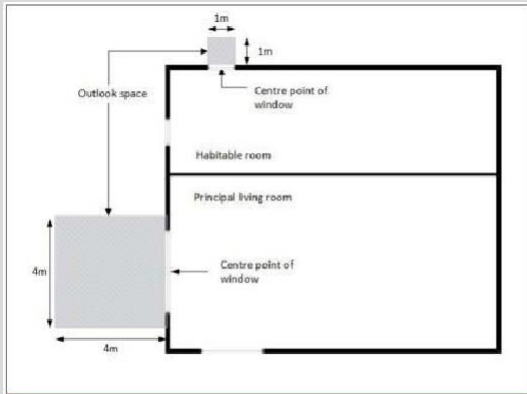 1m
1m
Outlook space
Centre point of
window
Habitable room
Principal living room
4m
Centre point of
window
4m